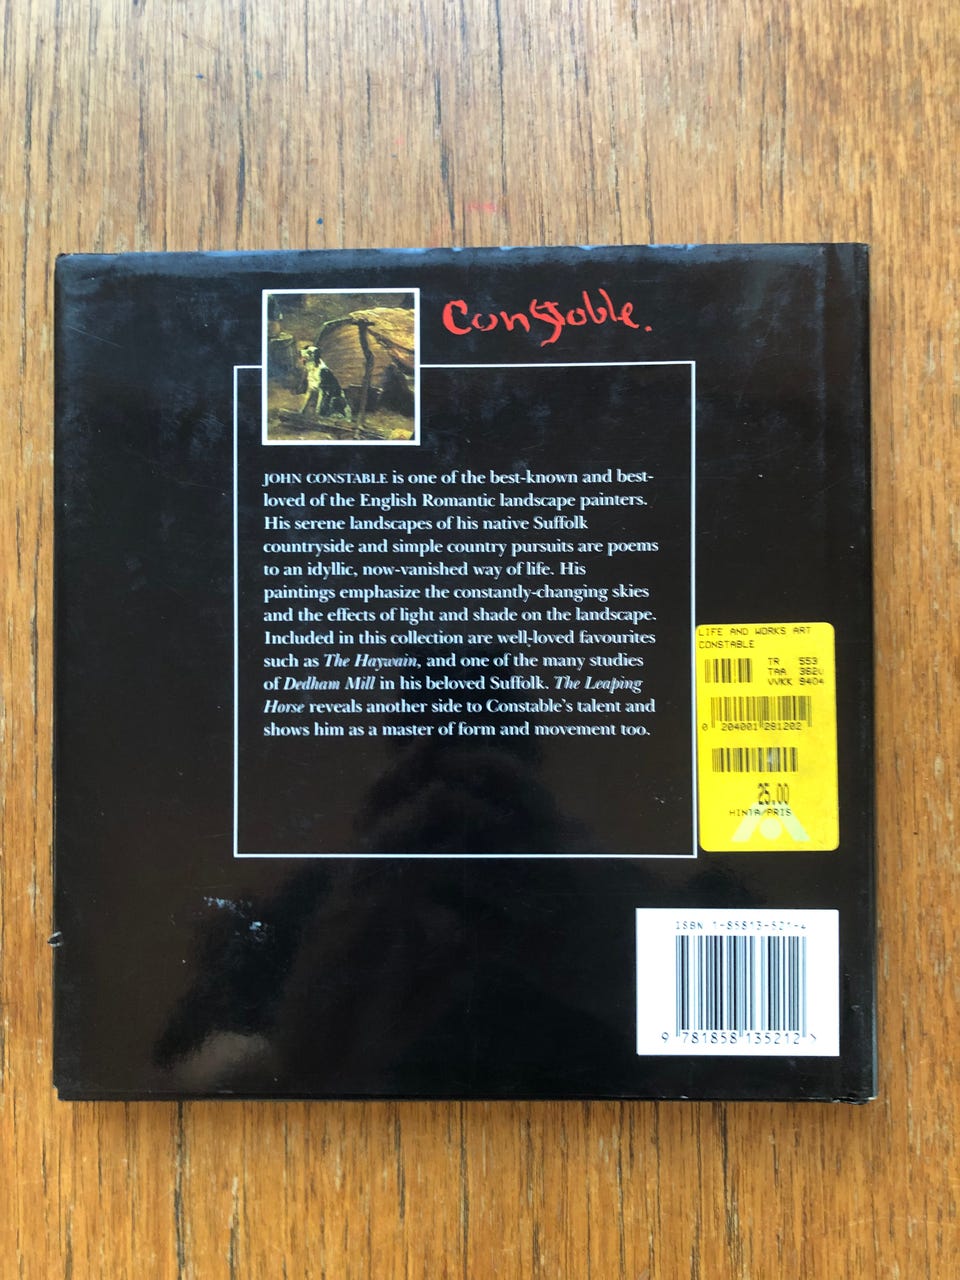 Constable.
JOHN CONSTABLE is one of the best-known and best-
loved of the English Romantic landscape painters.
His serene landscapes of his native Suffolk
countryside and simple country pursuits are poems
to an idyllic, now-vanished way of life. His
paintings emphasize the constantly-changing skies
and the effects of light and shade on the landscape.
Included in this collection are well-loved favourites
such as The Haywain, and one of the many studies
of Dedham Mill in his beloved Suffolk. The Leaping
Horse reveals another side to Constable's talent and
shows him as a master of form and movement too.
LIFE AND WORKS ART
CONSTABLE
TR 553
TAA 362V
VVKK 9404
0 204001 281202
25.00
HINTA/PRIS
ISBN 1-85813-521-4
9 781858 135212 >